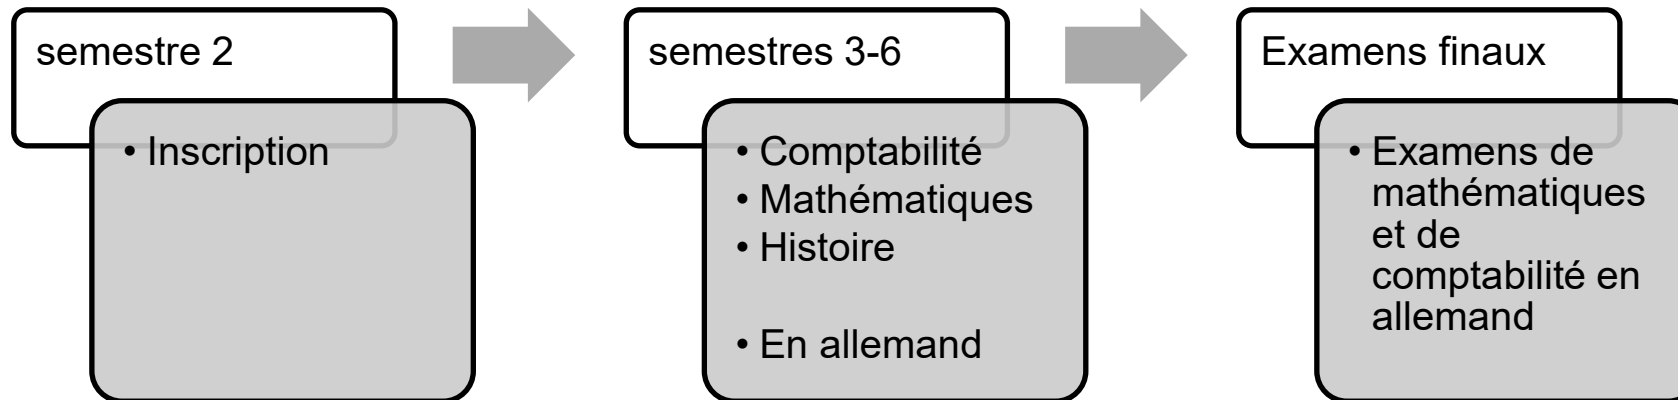 semestre 2
• Inscription
semestres 3-6
• Comptabilité
• Mathématiques
• Histoire
• En allemand
Examens finaux
• Examens de
mathématiques
et de
comptabilité en
allemand